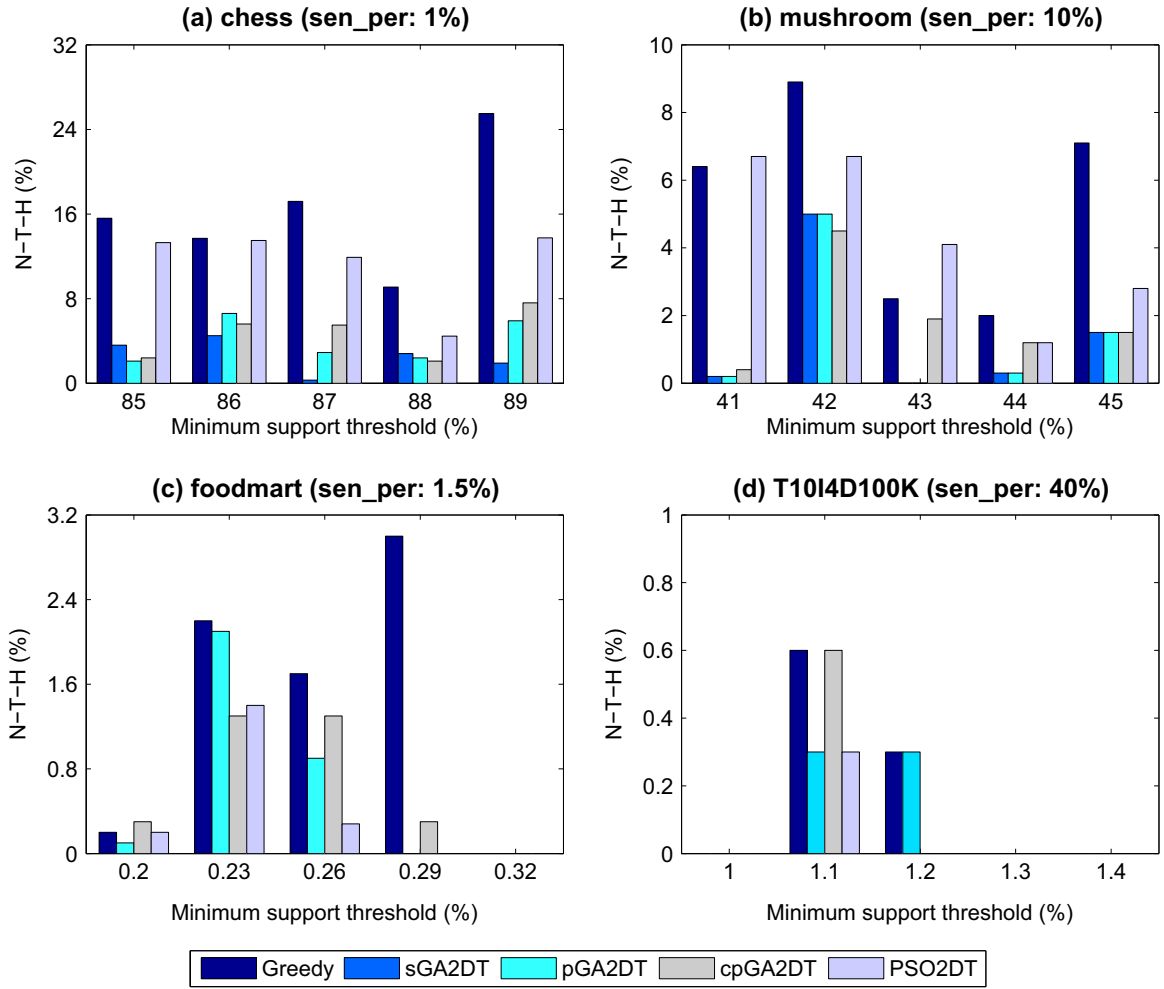 (a) chess (sen_per: 1%)
N−T−H (%)
32
24
16
8
0
85 86 87 88 89
Minimum support threshold (%)
(b) mushroom (sen_per: 10%)
N−T−H (%)
10
8
6
4
2
0
41 42 43 44 45
Minimum support threshold (%)
(c) foodmart (sen_per: 1.5%)
N−T−H (%)
3.2
2.4
1.6
0.8
0
0.2 0.23 0.26 0.29 0.32
Minimum support threshold (%)
(d) T10I4D100K (sen_per: 40%)
N−T−H (%)
1
0.8
0.6
0.4
0.2
0
1 1.1 1.2 1.3 1.4
Minimum support threshold (%)
Greedy sGA2DT pGA2DT cpGA2DT PSO2DT